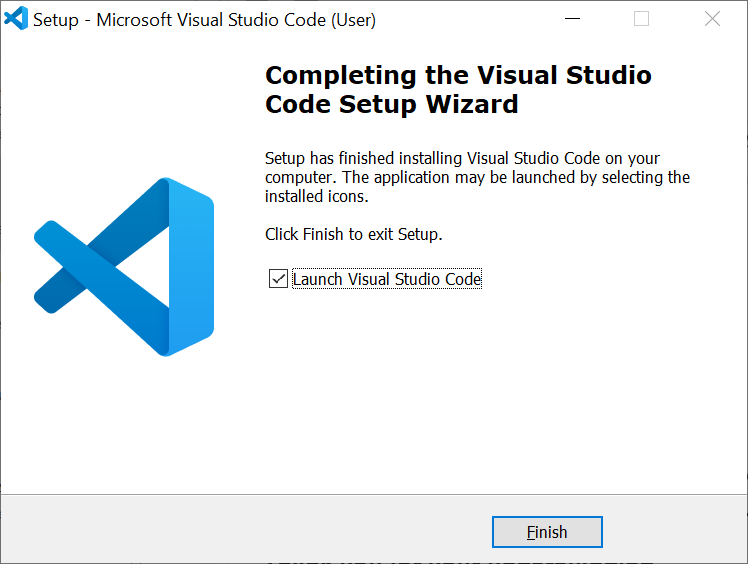 Setup - Microsoft Visual Studio Code (User)
Completing the Visual Studio
Code Setup Wizard
Setup has finished installing Visual Studio Code on your
computer. The application may be launched by selecting the
installed icons.
Click Finish to exit Setup.
Launch Visual Studio Code
Finish